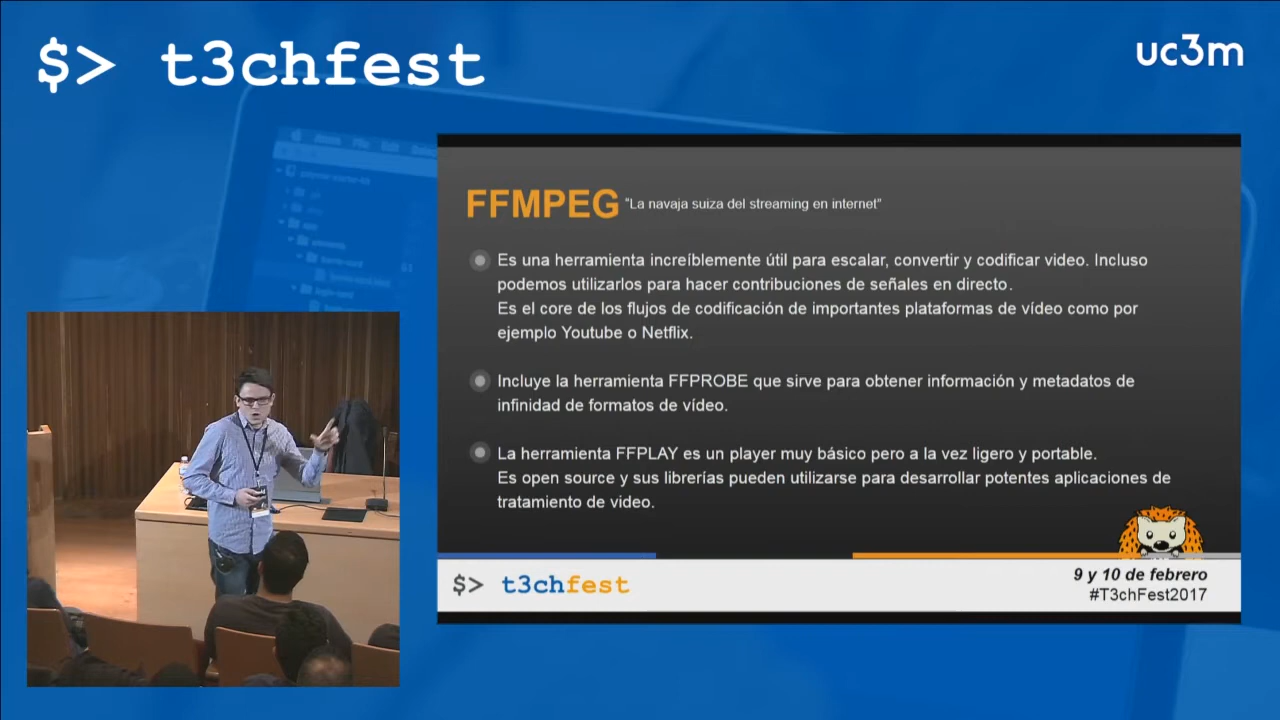 $> t3chfest
uc3m
FFMPEG "La navaja suiza del streaming en internet"
Es una herramienta increíblemente útil para escalar, convertir y codificar video. Incluso
podemos utilizarlos para hacer contribuciones de señales en directo.
Es el core de los flujos de codificación de importantes plataformas de vídeo como por
ejemplo Youtube o Netflix.
Incluye la herramienta FFPROBE que sirve para obtener información y metadatos de
infinidad de formatos de vídeo.
La herramienta FFPLAY es un player muy básico pero a la vez ligero y portable.
Es open source y sus librerías pueden utilizarse para desarrollar potentes aplicaciones de
tratamiento de video.
$> t3chfest
9 y 10 de febrero
#T3chFest2017